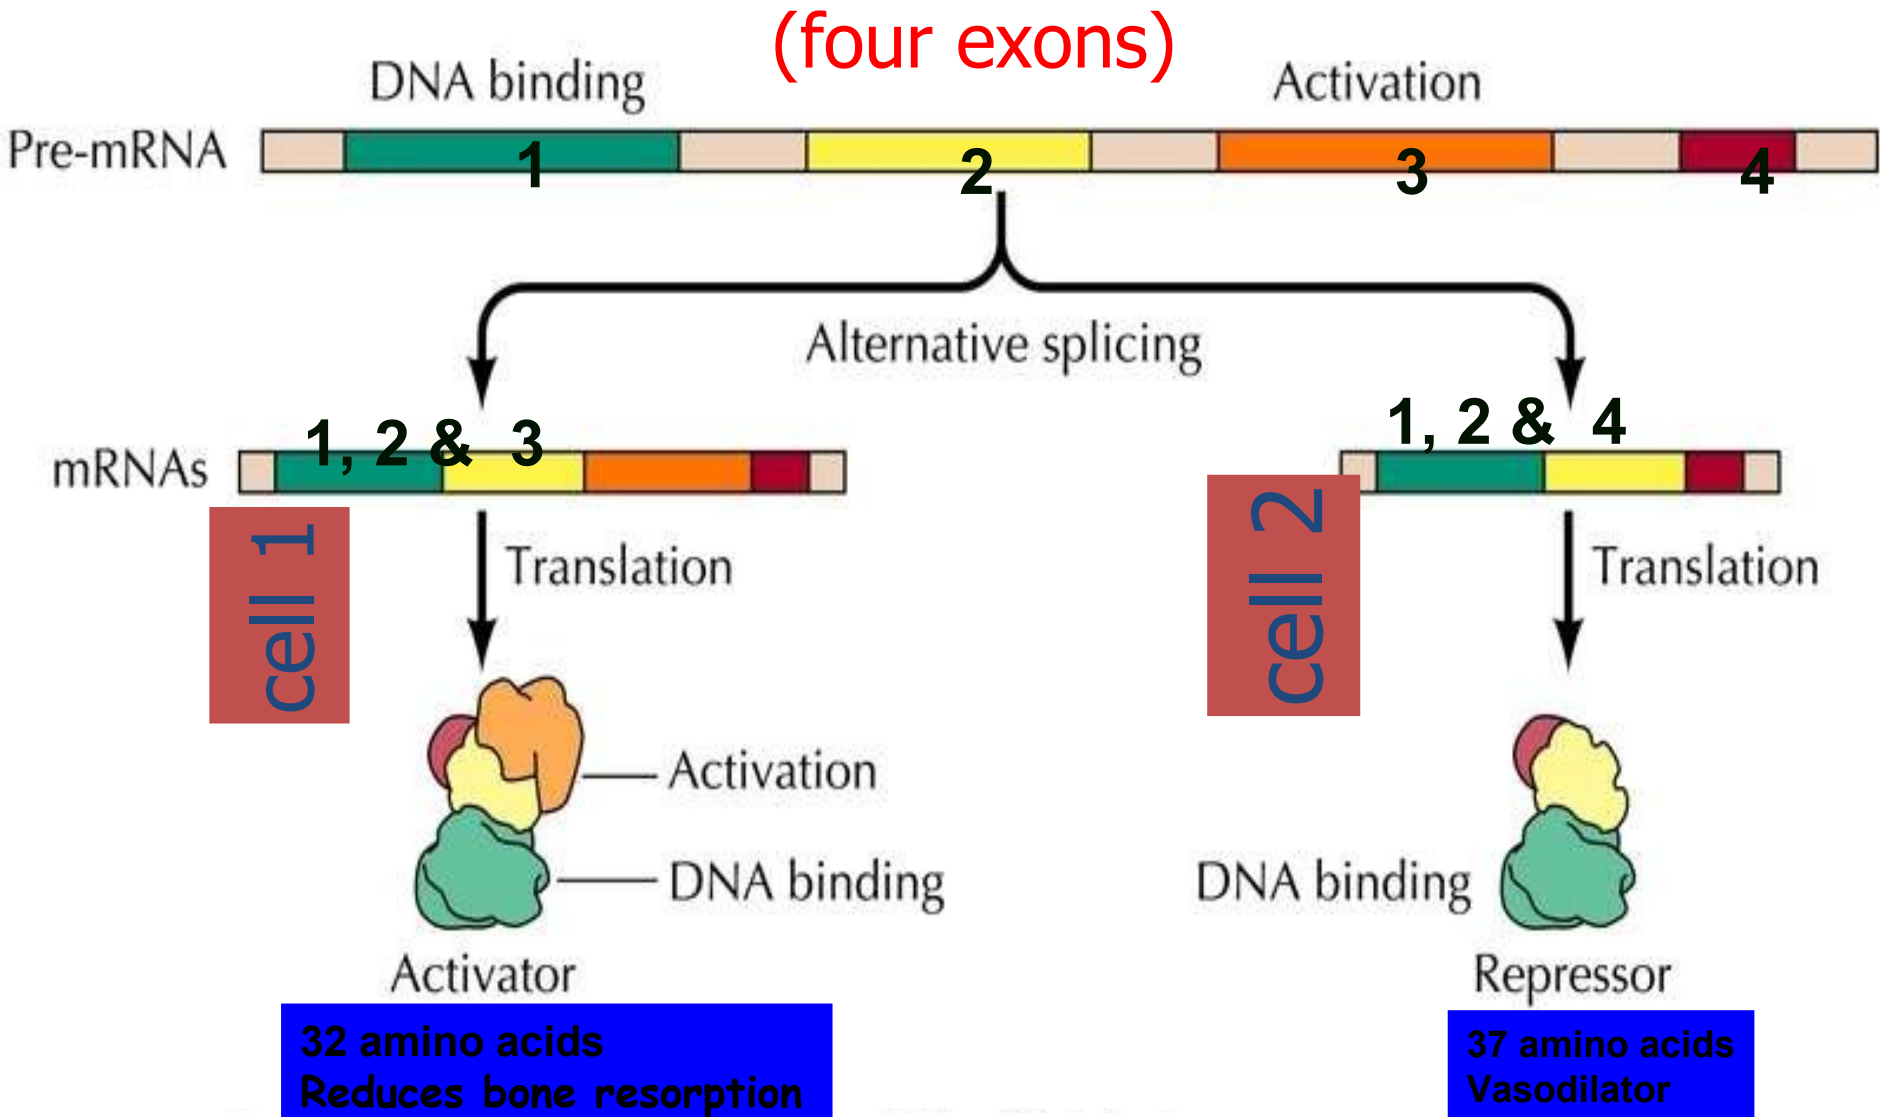 (four exons)
DNA binding
Activation
Pre-mRNA
1
2
3
4
Alternative splicing
1, 2 & 3
1, 2 & 4
mRNAs
cell 1
cell 2
Translation
Translation
Activation
DNA binding
DNA binding
Activator
Repressor
32 amino acids
Reduces bone resorption
37 amino acids
Vasodilator